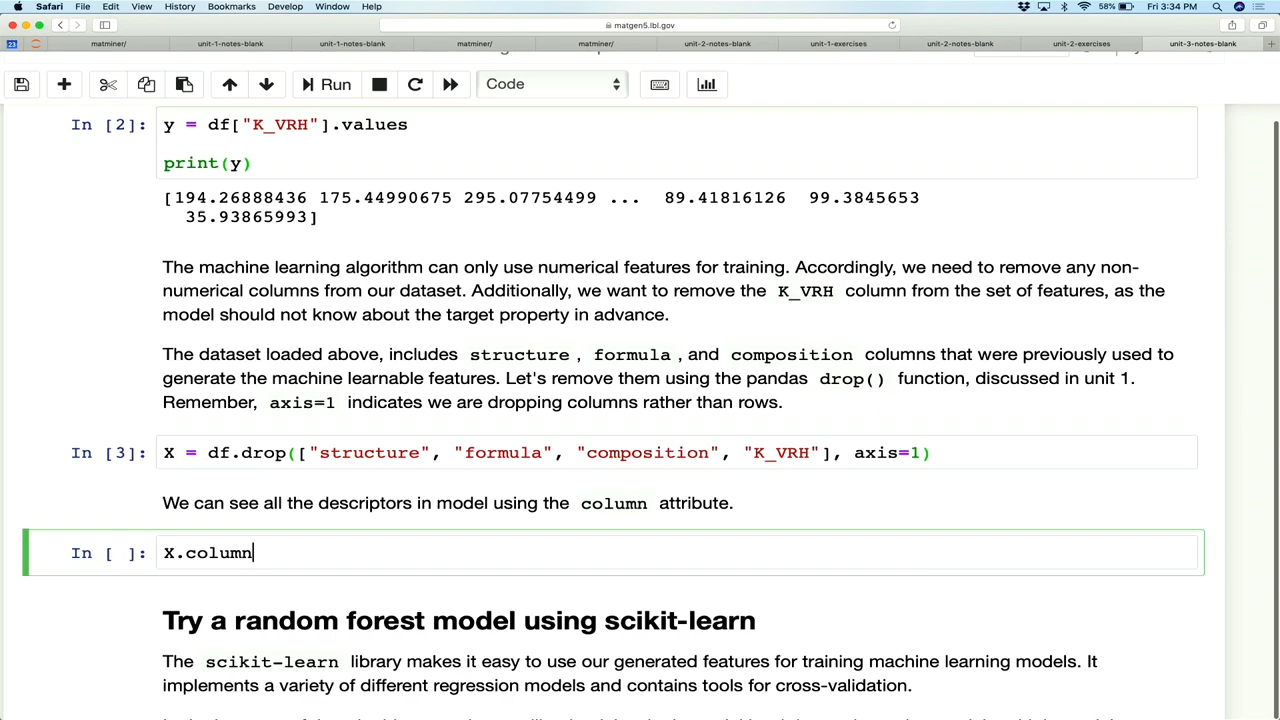 Safari File Edit View History Bookmarks Develop Window Help 58% Fri 3:34 PM
matgen5.lbl.gov
23 matminer/ unit-1-notes-blank unit-1-notes-blank matminer/ matminer/ unit-2-notes-blank unit-1-exercises unit-2-notes-blank unit-2-exercises unit-3-notes-blank
Run Code
In [2]: y = df["K_VRH"].values
print(y)
[194.26888436 175.44990675 295.07754499 ... 89.41816126 99.3845653
35.93865993]
The machine learning algorithm can only use numerical features for training. Accordingly, we need to remove any non-
numerical columns from our dataset. Additionally, we want to remove the K_VRH column from the set of features, as the
model should not know about the target property in advance.
The dataset loaded above, includes structure , formula , and composition columns that were previously used to
generate the machine learnable features. Let's remove them using the pandas drop() function, discussed in unit 1.
Remember, axis=1 indicates we are dropping columns rather than rows.
In [3]: X = df.drop(["structure", "formula", "composition", "K_VRH"], axis=1)
We can see all the descriptors in model using the column attribute.
In [ ]: X.column
Try a random forest model using scikit-learn
The scikit-learn library makes it easy to use our generated features for training machine learning models. It
implements a variety of different regression models and contains tools for cross-validation.